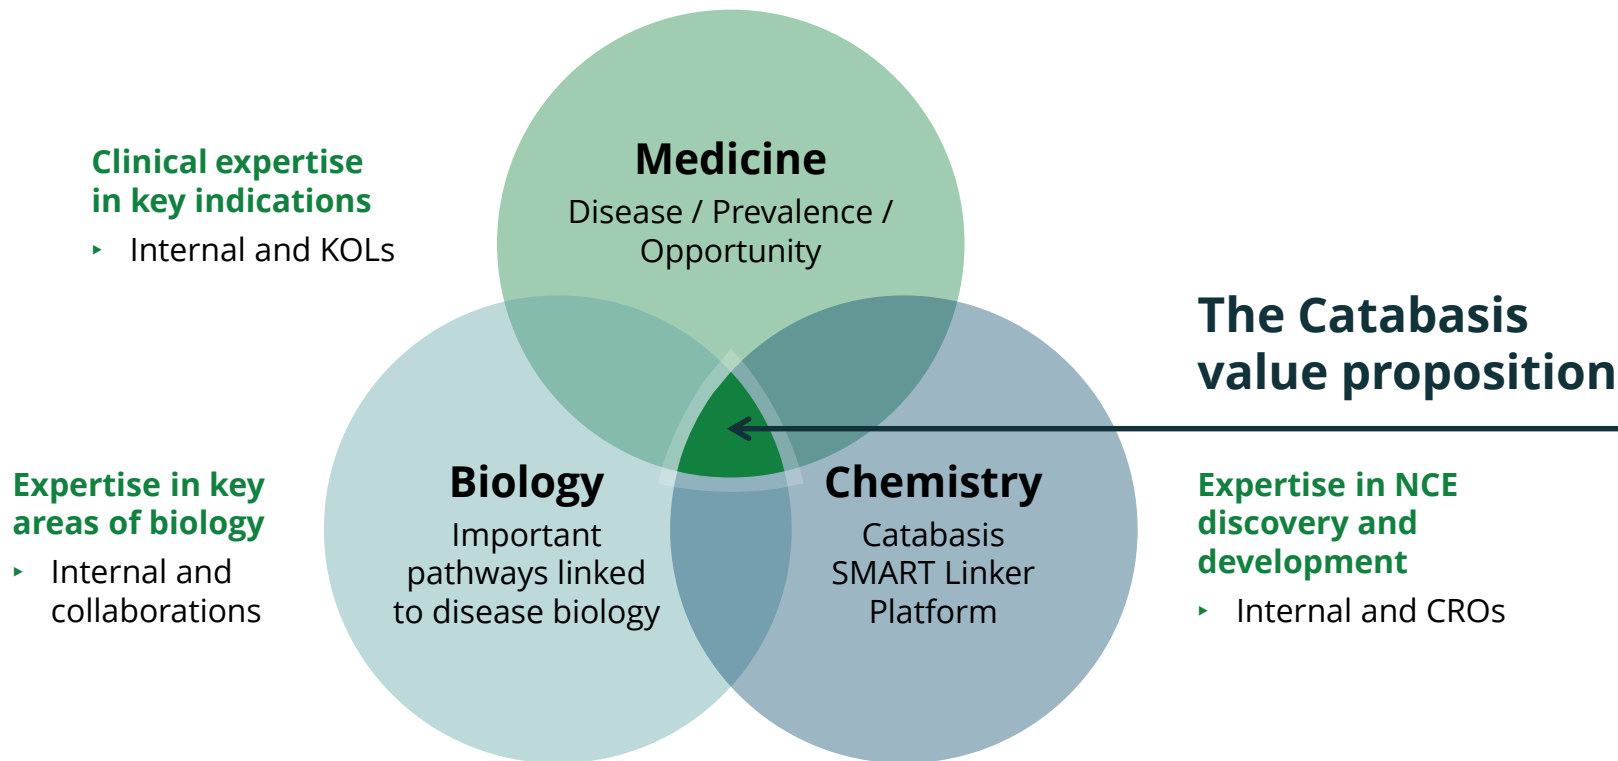 Medicine
Disease / Prevalence /
Opportunity
Clinical expertise
in key indications
‣ Internal and KOLs
The Catabasis
value proposition
Biology
Important
pathways linked
to disease biology
Chemistry
Catabasis
SMART Linker
Platform
Expertise in key
areas of biology
‣ Internal and
collaborations
Expertise in NCE
discovery and
development
‣ Internal and CROs